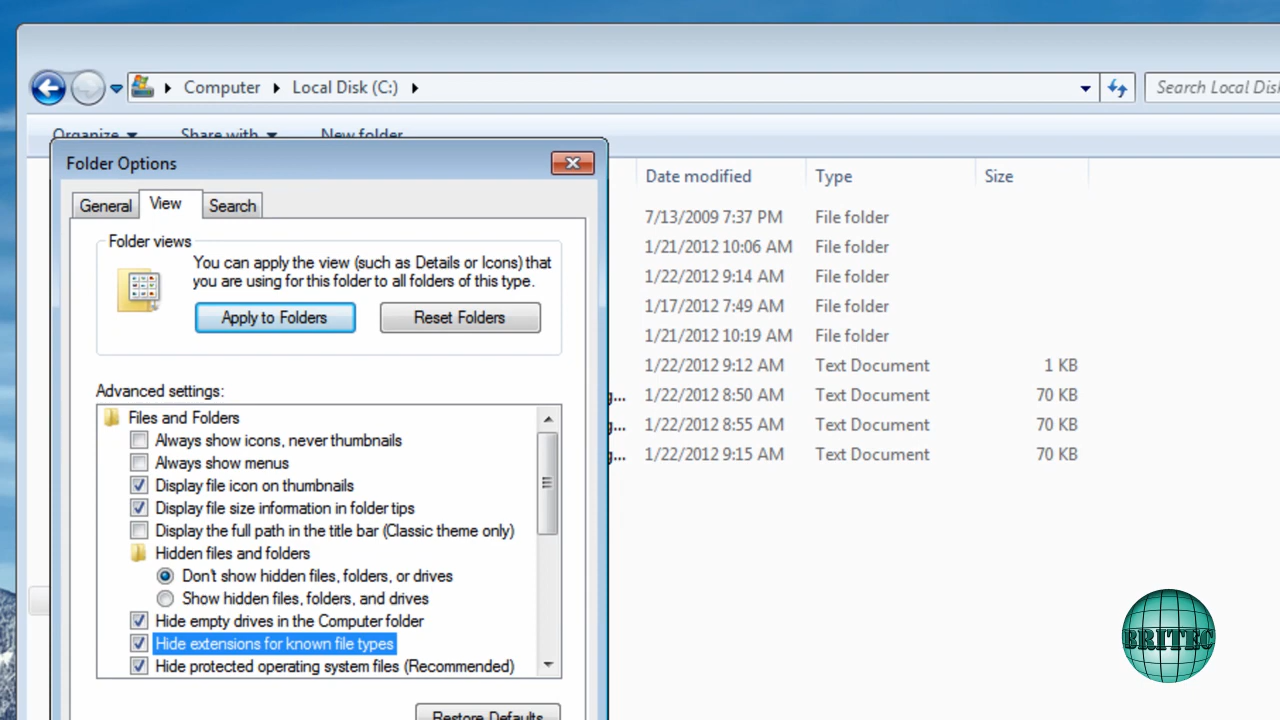 Computer
Local Disk (C:)
Search Local Dis
Organize
Share with
New folder
Folder Options
General
View
Search
Folder views
You can apply the view (such as Details or Icons) that
you are using for this folder to all folders of this type.
Apply to Folders
Reset Folders
Advanced settings:
Files and Folders
Always show icons, never thumbnails
Always show menus
Display file icon on thumbnails
Display file size information in folder tips
Display the full path in the title bar (Classic theme only)
Hidden files and folders
Don't show hidden files, folders, or drives
Show hidden files, folders, and drives
Hide empty drives in the Computer folder
Hide extensions for known file types
Hide protected operating system files (Recommended)
Restore Defaults
Date modified Type Size
7/13/2009 7:37 PM File folder
1/21/2012 10:06 AM File folder
1/22/2012 9:14 AM File folder
1/17/2012 7:49 AM File folder
1/21/2012 10:19 AM File folder
1/22/2012 9:12 AM Text Document 1 KB
g... 1/22/2012 8:50 AM Text Document 70 KB
g... 1/22/2012 8:55 AM Text Document 70 KB
g... 1/22/2012 9:15 AM Text Document 70 KB
BRITEC